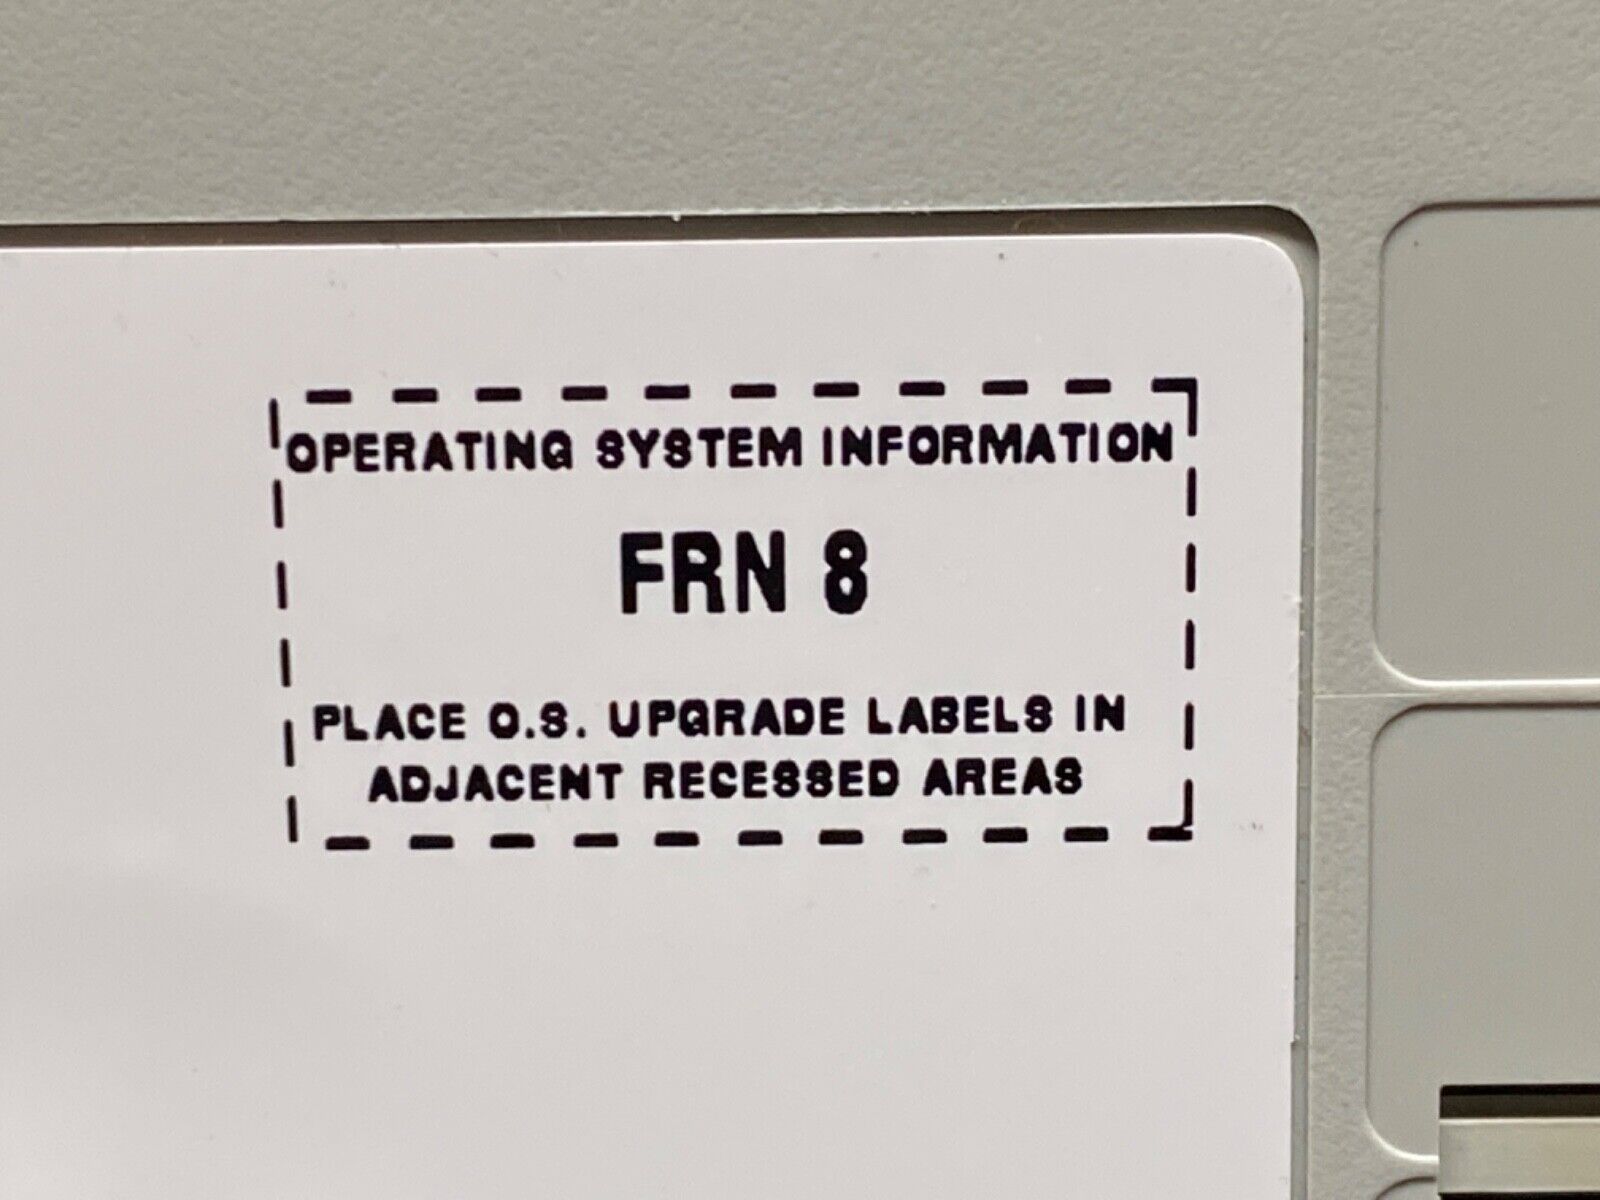 OPERATING SYSTEM INFORMATION
FRN 8
PLACE O.S. UPGRADE LABELS IN
ADJACENT RECESSED AREAS